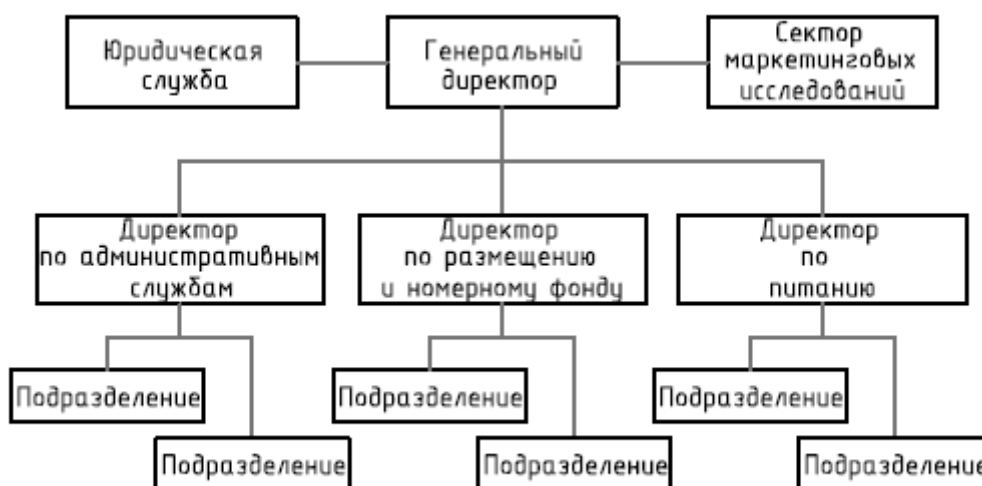 Юридическая
служба
Генеральный
директор
Сектор
маркетинговых
исследований
Директор
по административным
службам
Директор
по размещению
и номерному фонду
Директор
по
питанию
Подразделение
Подразделение
Подразделение
Подразделение
Подразделение
Подразделение